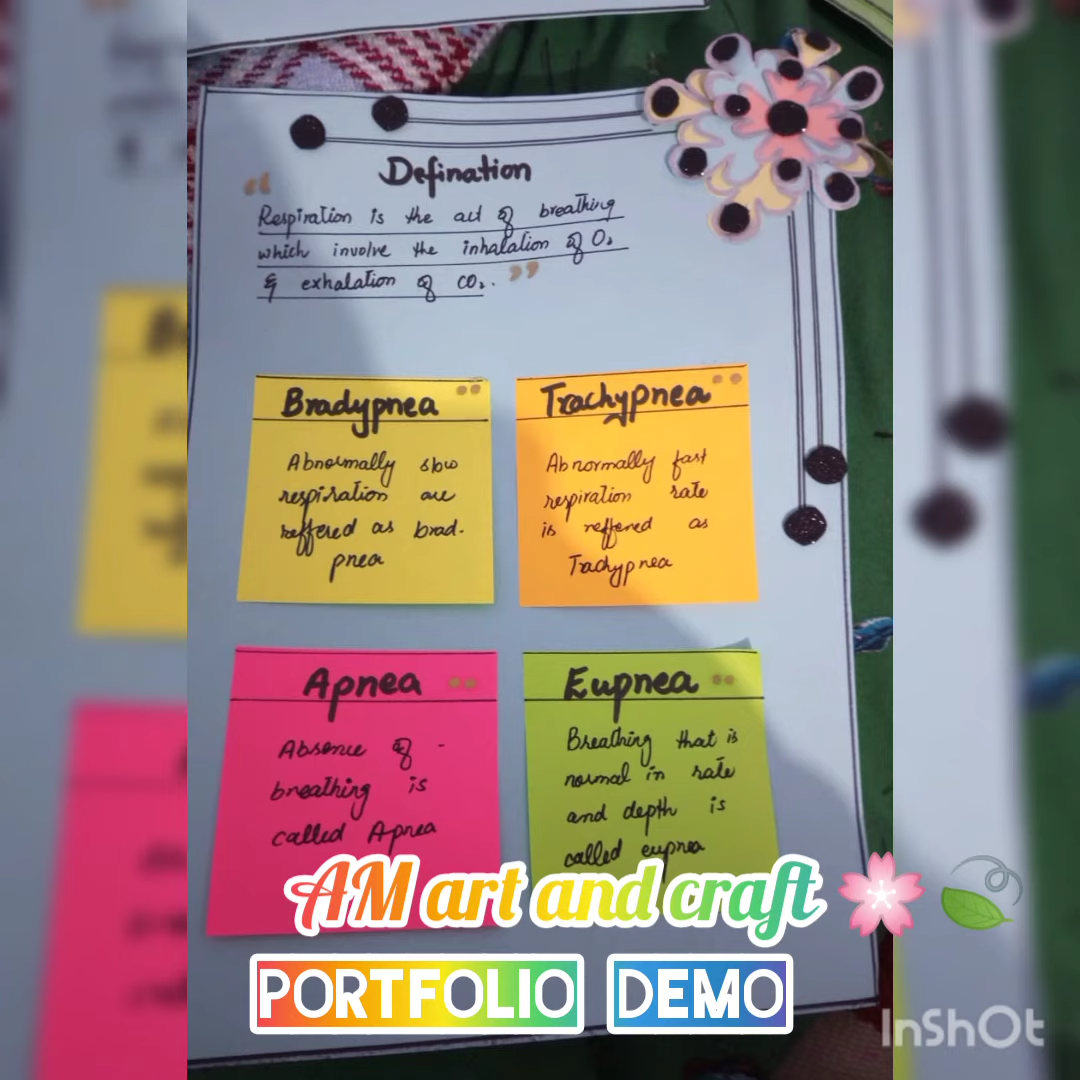 Defination
"Respiration is the act of breathing
which involve the inhalation of O₂
& exhalation of CO₂."
Bradypnea
Abnormally slow
respiration are
reffered as brad-
pnea
Trachypnea
Abnormally fast
respiration rate
is reffered as
Trachypnea
Apnea
Absence of -
breathing is
called Apnea
Eupnea
Breathing that is
normal in rate
and depth is
called eupnea
AM art and craft
PORTFOLIO DEMO
InShOt